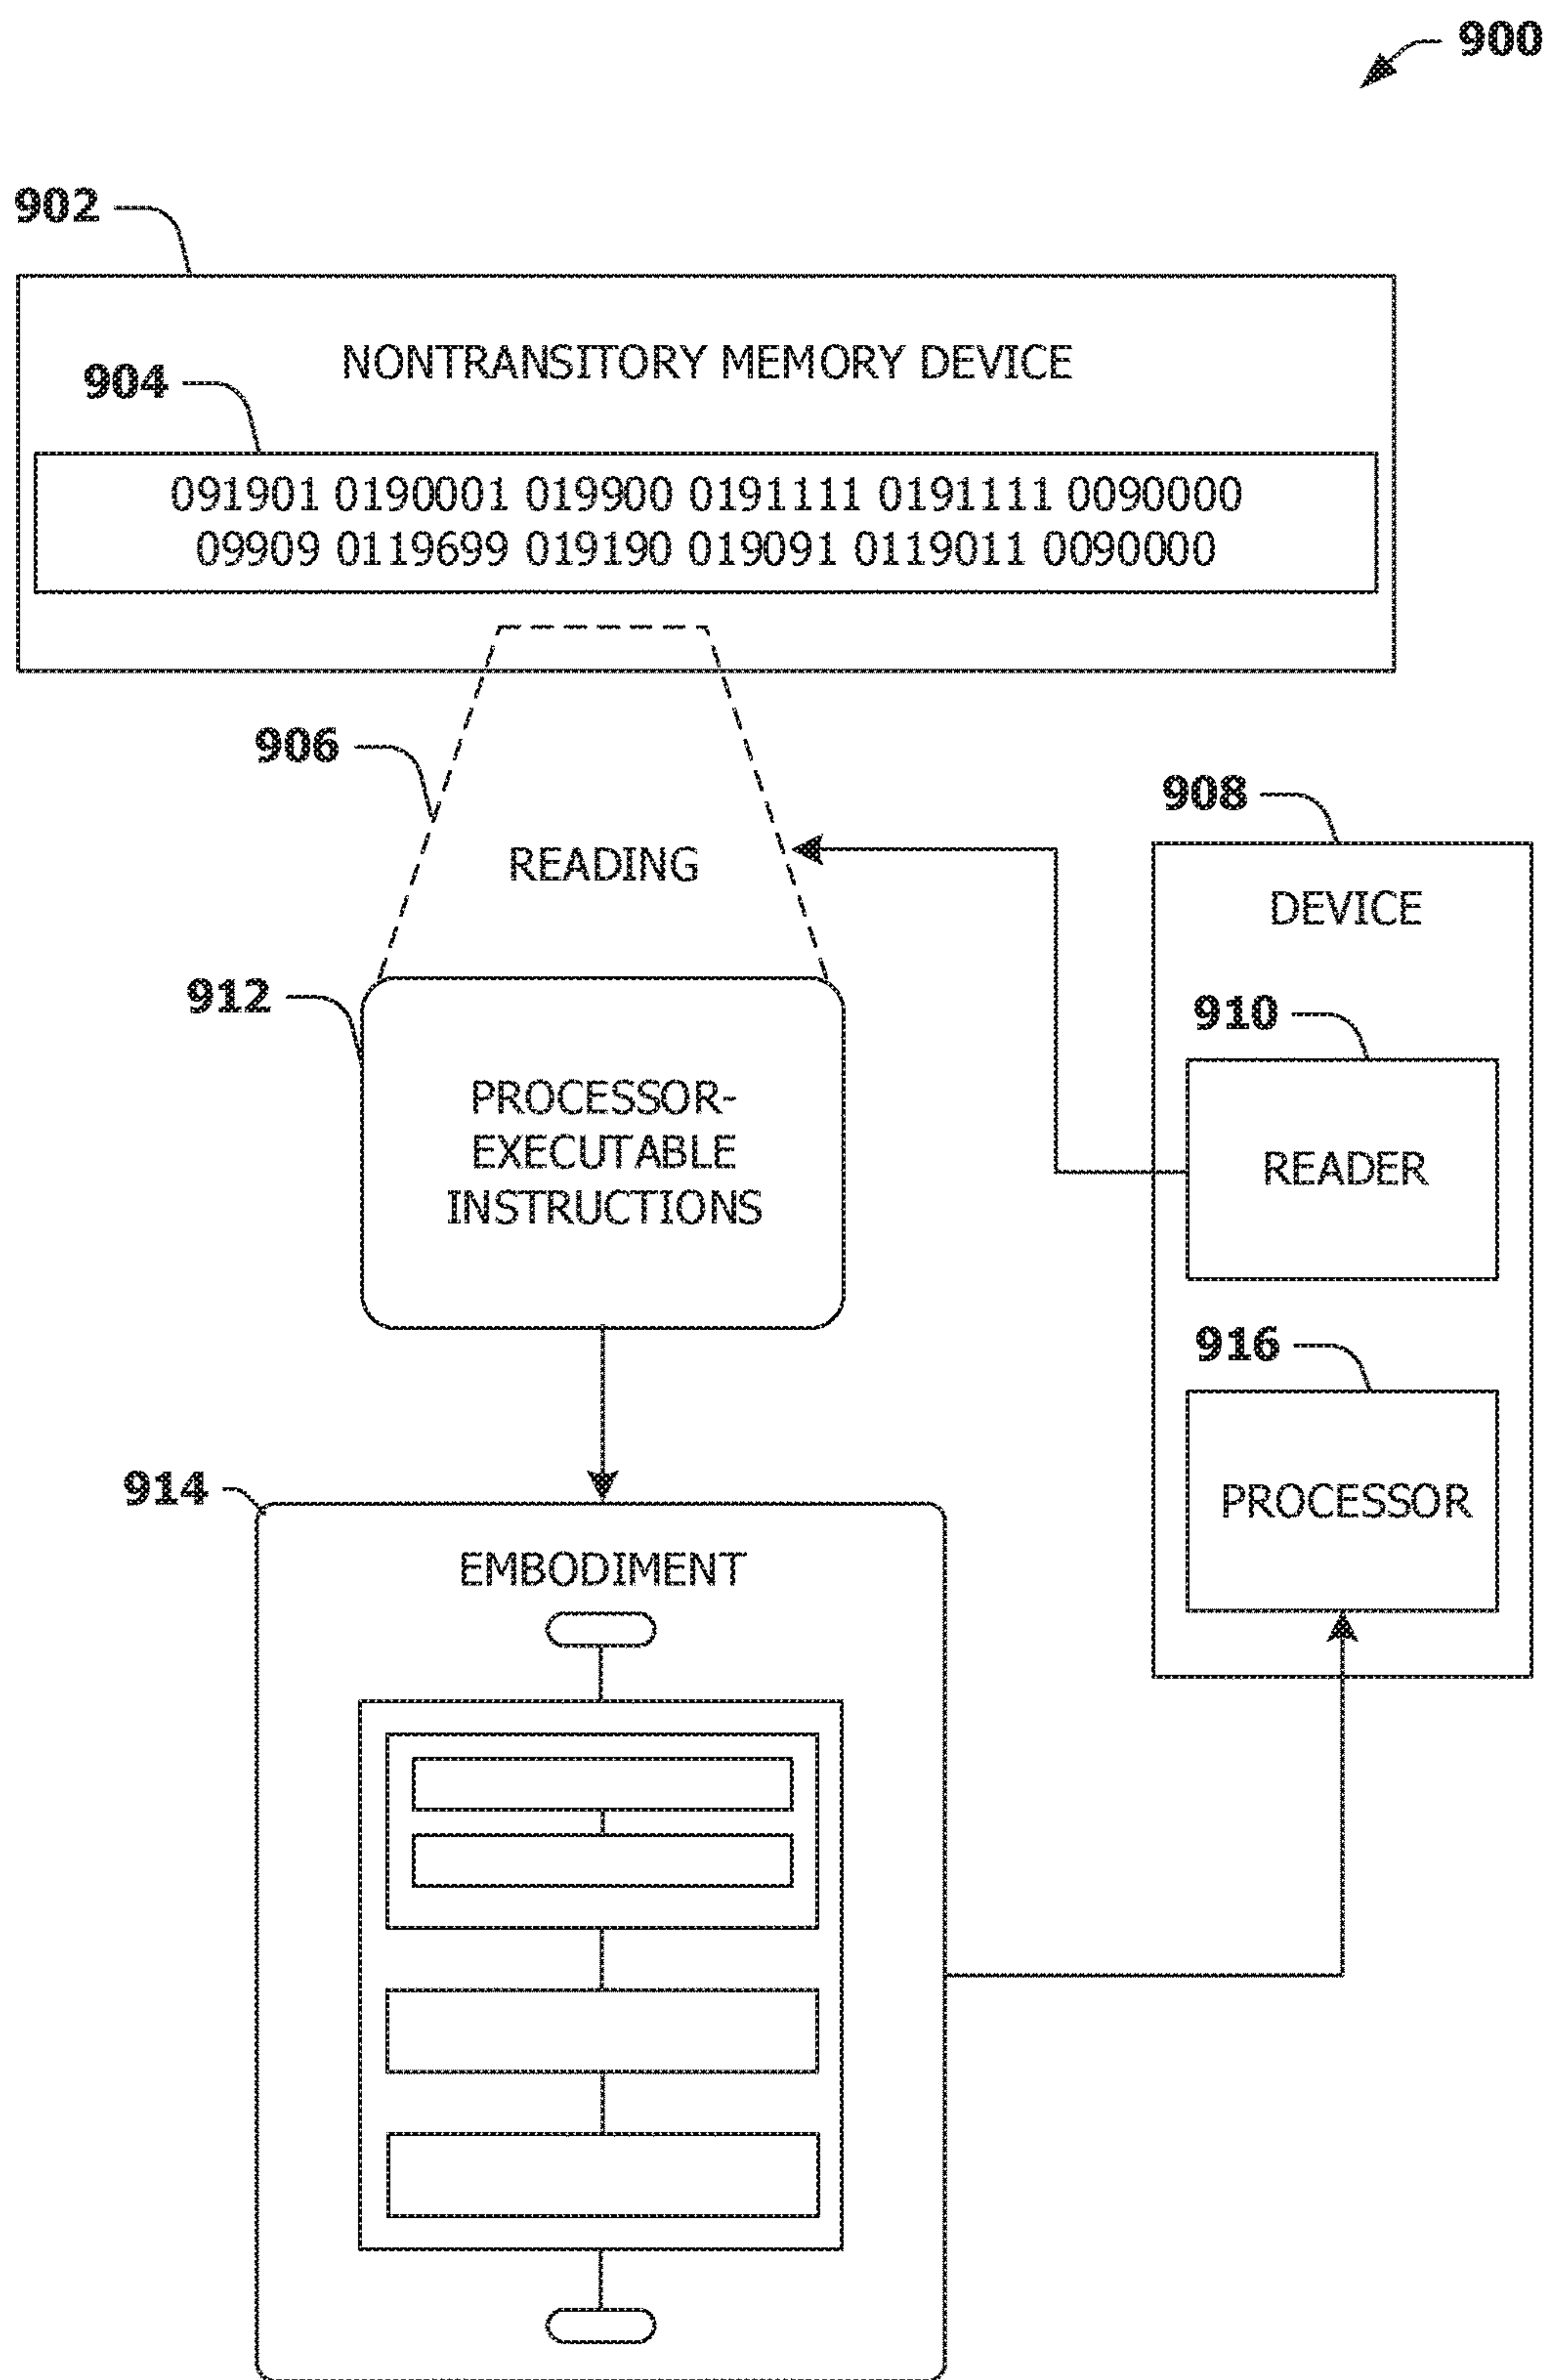 900
902
NONTRANSITORY MEMORY DEVICE
904
091901 0190001 019900 0191111 0191111 0090000
09909 0119699 019190 019091 0119011 0090000
906
READING
908
DEVICE
910
READER
912
PROCESSOR-
EXECUTABLE
INSTRUCTIONS
916
PROCESSOR
914
EMBODIMENT